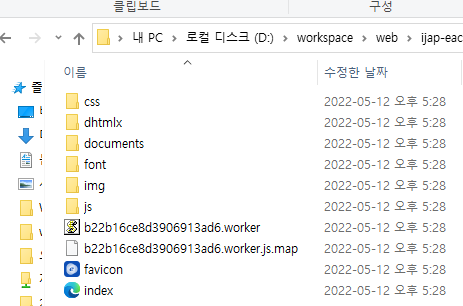 클립보드 구성
내 PC > 로컬 디스크 (D:) > workspace > web > ijap-eac
이름 수정한 날짜
css 2022-05-12 오후 5:28
dhtmlx 2022-05-12 오후 5:28
documents 2022-05-12 오후 5:28
font 2022-05-12 오후 5:28
img 2022-05-12 오후 5:28
js 2022-05-12 오후 5:28
b22b16ce8d3906913ad6.worker 2022-05-12 오후 5:28
b22b16ce8d3906913ad6.worker.js.map 2022-05-12 오후 5:28
favicon 2022-05-12 오후 5:28
index 2022-05-12 오후 5:28